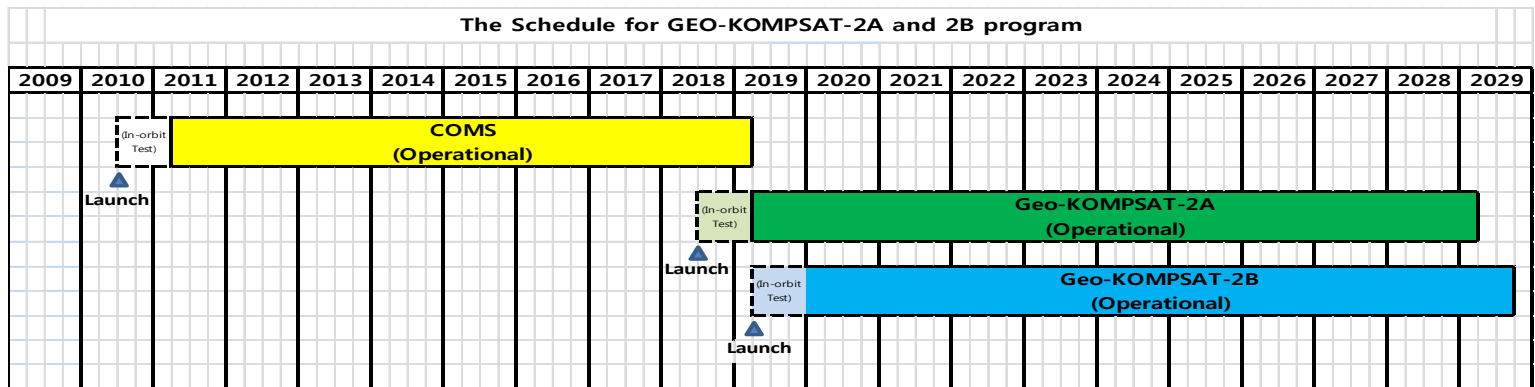 The Schedule for GEO-KOMPSAT-2A and 2B program
2009 2010 2011 2012 2013 2014 2015 2016 2017 2018 2019 2020 2021 2022 2023 2024 2025 2026 2027 2028 2029
(In-orbit
Test)
COMS
(Operational)
Launch
(In-orbit
Test)
Geo-KOMPSAT-2A
(Operational)
Launch
(In-orbit
Test)
Geo-KOMPSAT-2B
(Operational)
Launch